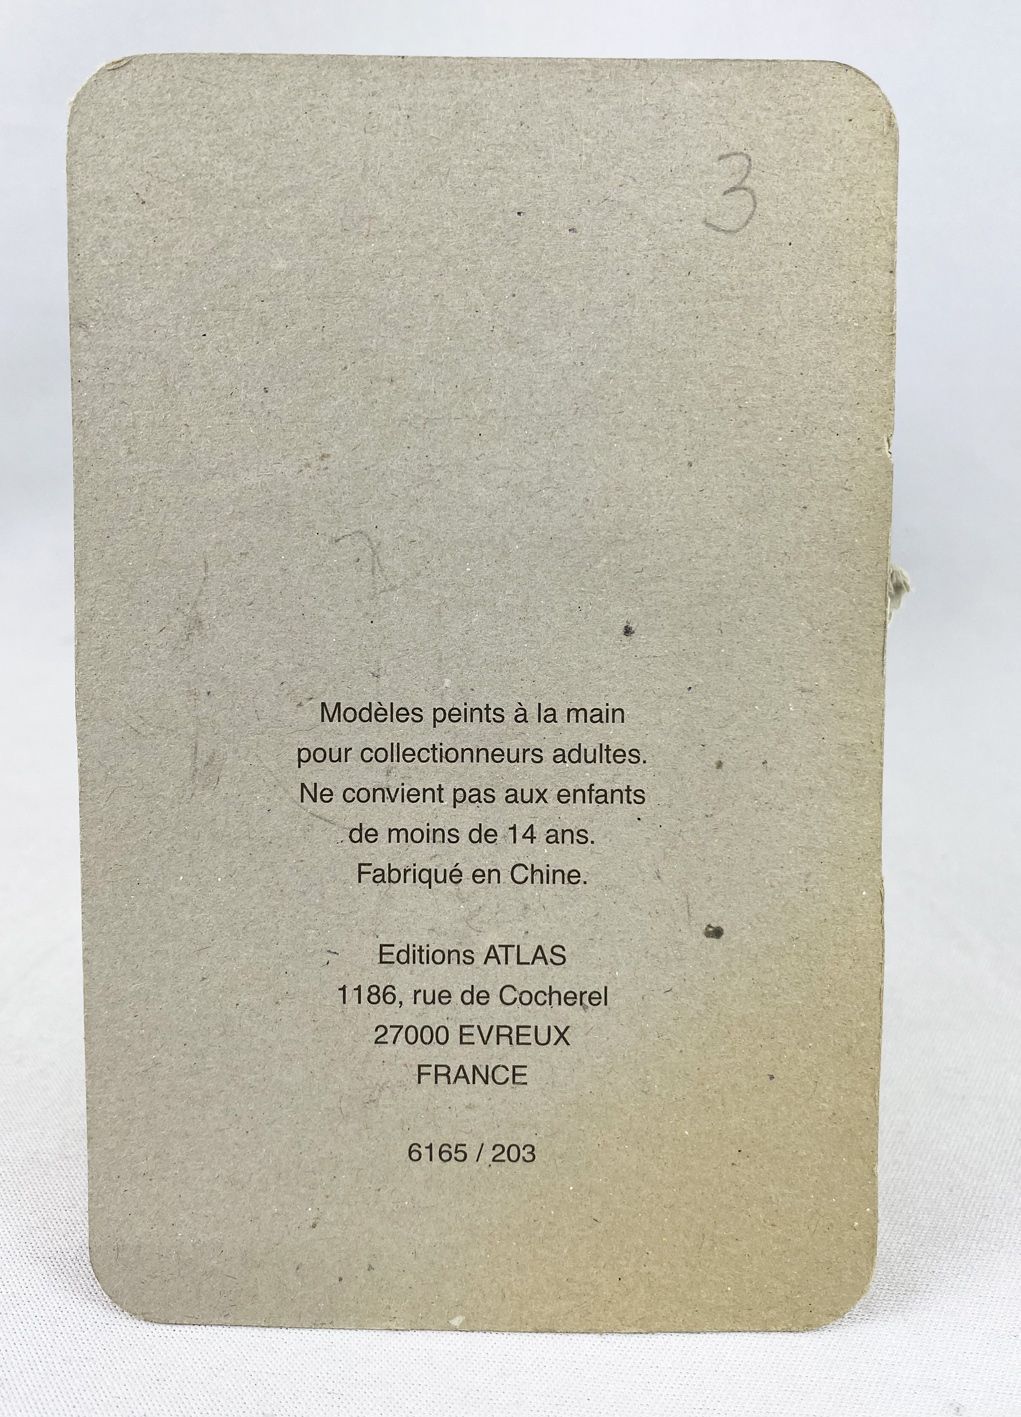 3
Modèles peints à la main
pour collectionneurs adultes.
Ne convient pas aux enfants
de moins de 14 ans.
Fabriqué en Chine.
Editions ATLAS
1186, rue de Cocherel
27000 EVREUX
FRANCE
6165 / 203